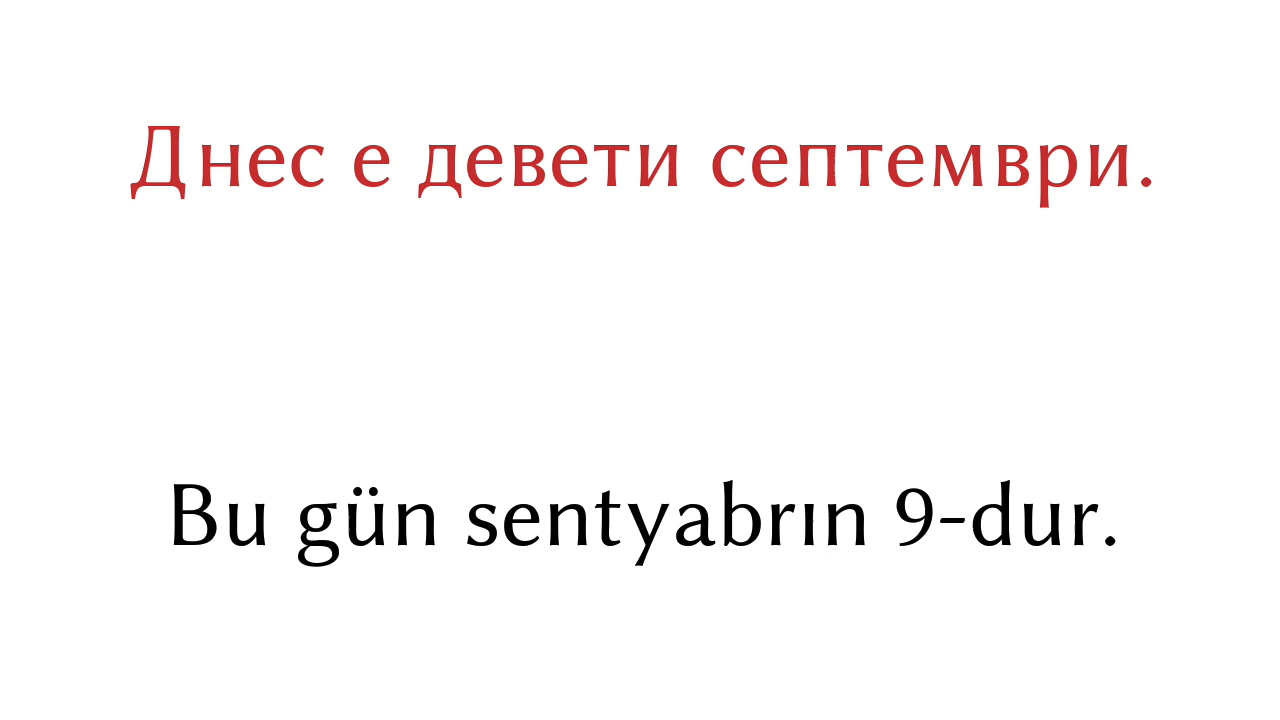 Днес е девети септември.
Bu gün sentyabrın 9-dur.